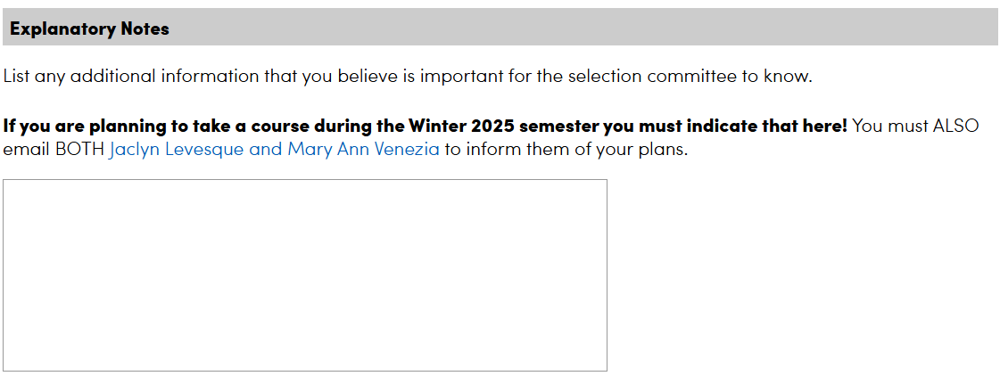 Explanatory Notes
List any additional information that you believe is important for the selection committee to know.
If you are planning to take a course during the Winter 2025 semester you must indicate that here! You must ALSO
email BOTH Jaclyn Levesque and Mary Ann Venezia to inform them of your plans.